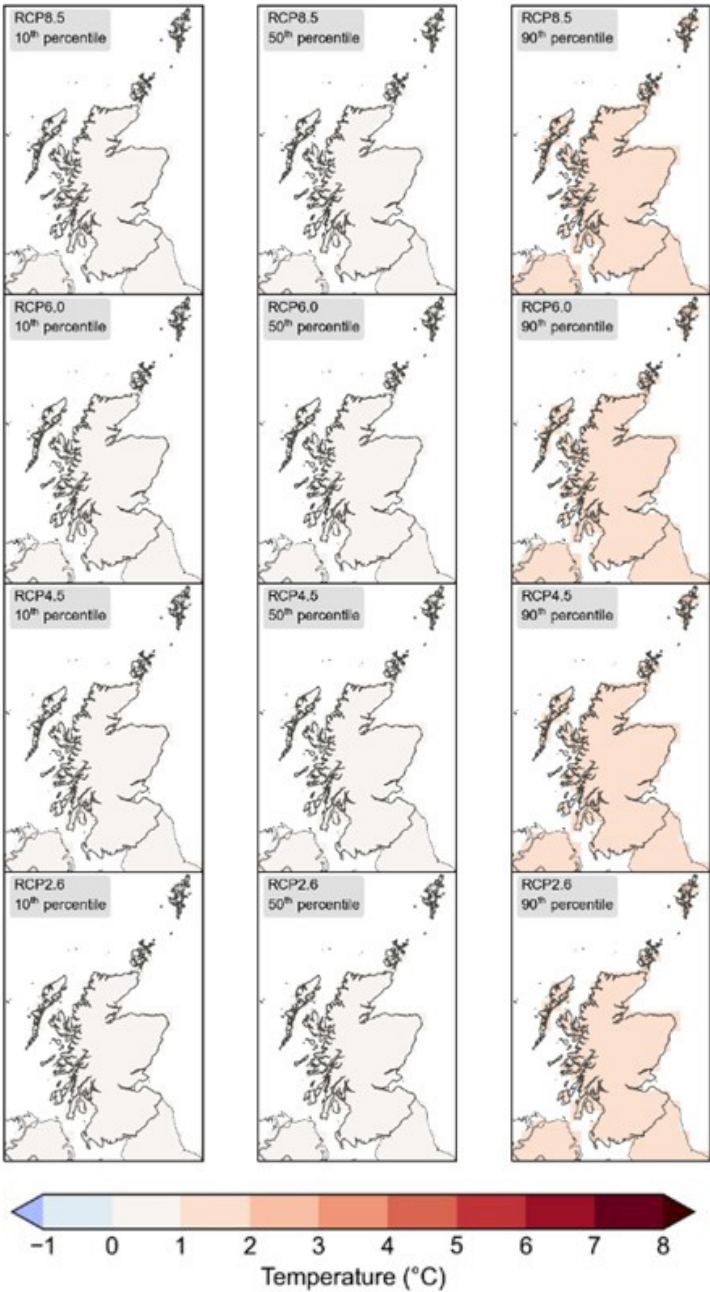 RCP8.5
10th percentile
RCP8.5
50th percentile
RCP8.5
90th percentile
RCP6.0
10th percentile
RCP6.0
50th percentile
RCP6.0
90th percentile
RCP4.5
10th percentile
RCP4.5
50th percentile
RCP4.5
90th percentile
RCP2.6
10th percentile
RCP2.6
50th percentile
RCP2.6
90th percentile
−1 0 1 2 3 4 5 6 7 8
Temperature (°C)